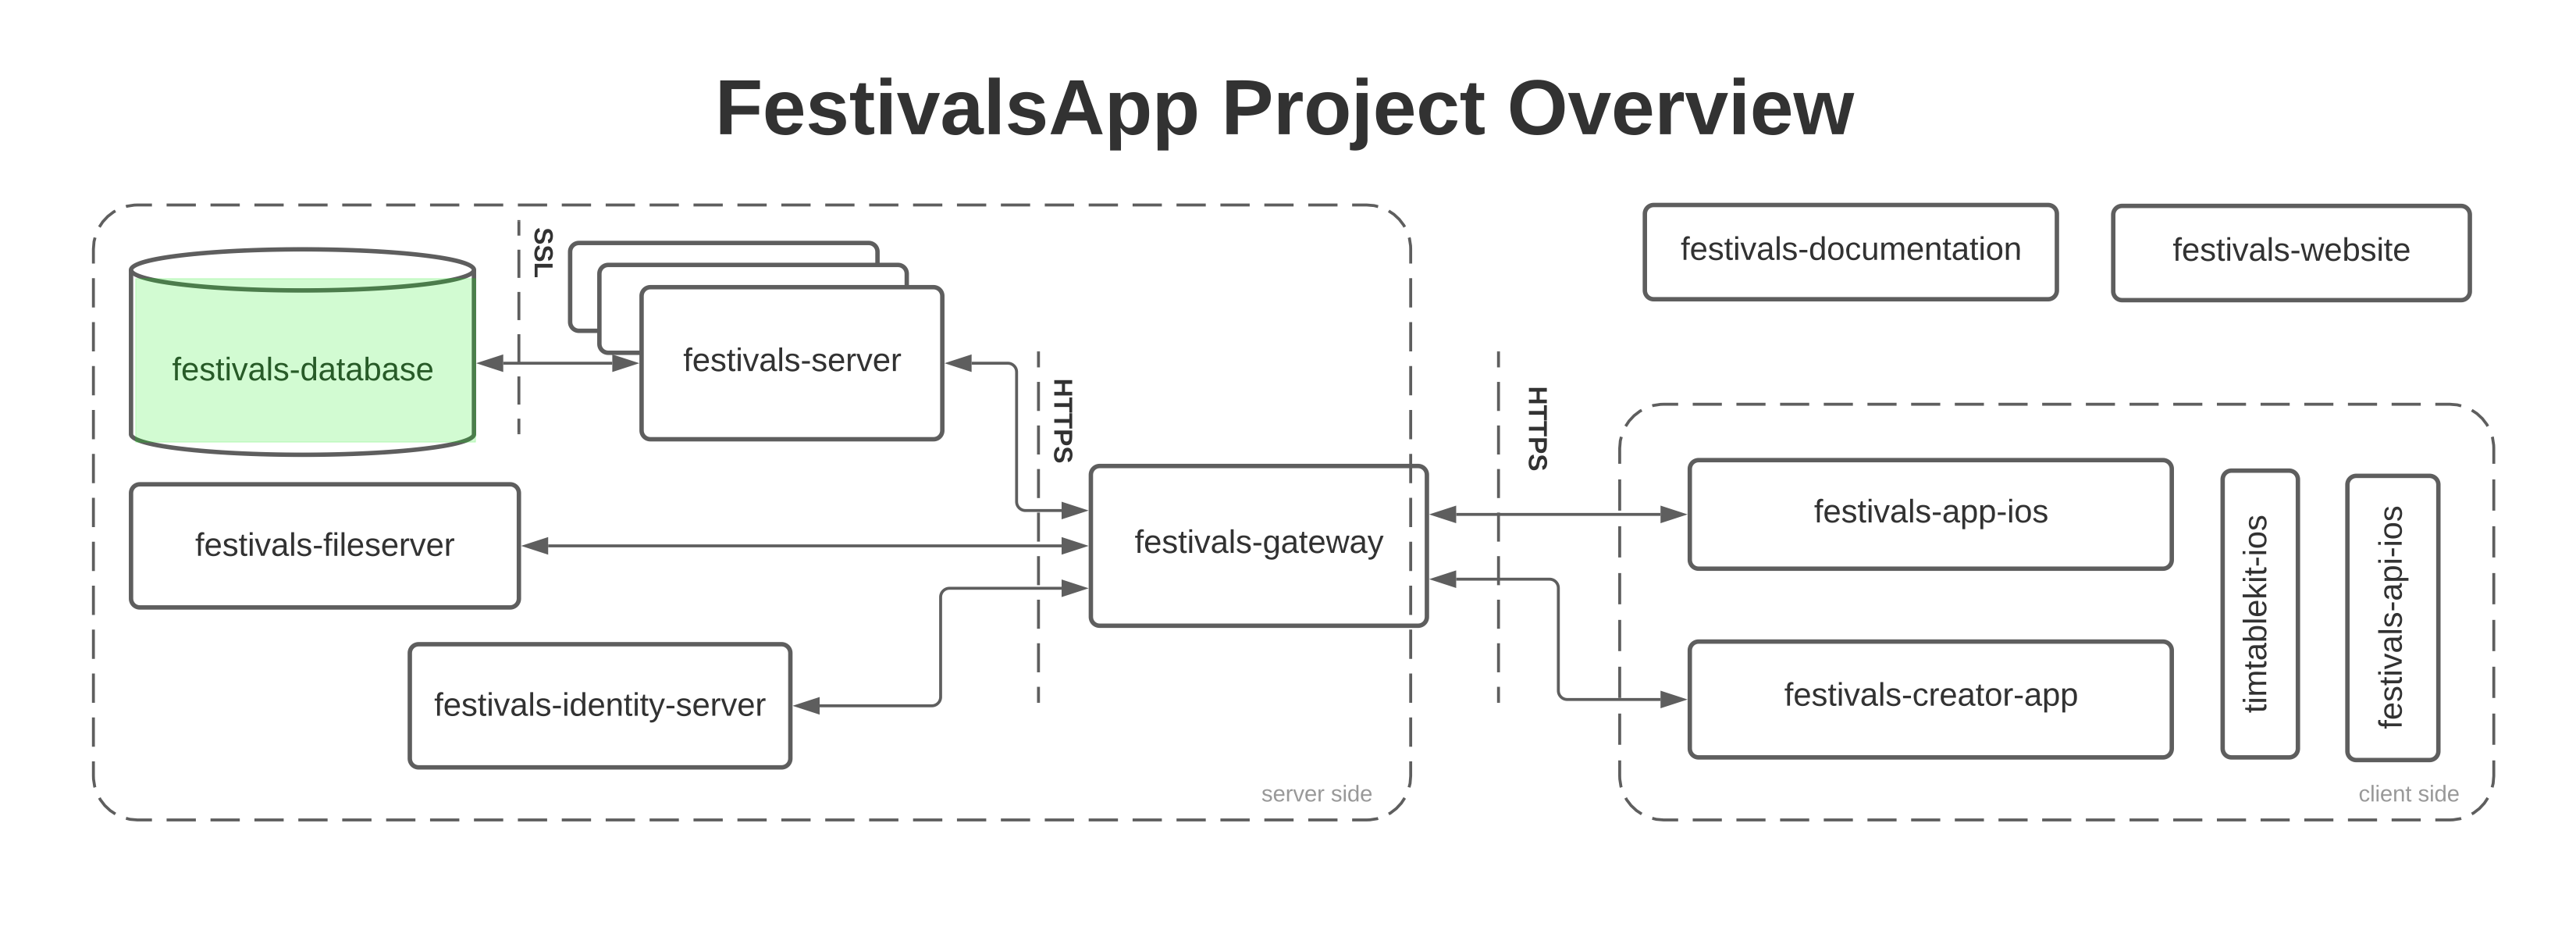 FestivalsApp Project Overview
SSL
festivals-database
festivals-server
HTTPS
festivals-fileserver
festivals-gateway
festivals-identity-server
server side
festivals-documentation
festivals-website
HTTPS
festivals-app-ios
festivals-creator-app
timtablekit-ios
festivals-api-ios
client side